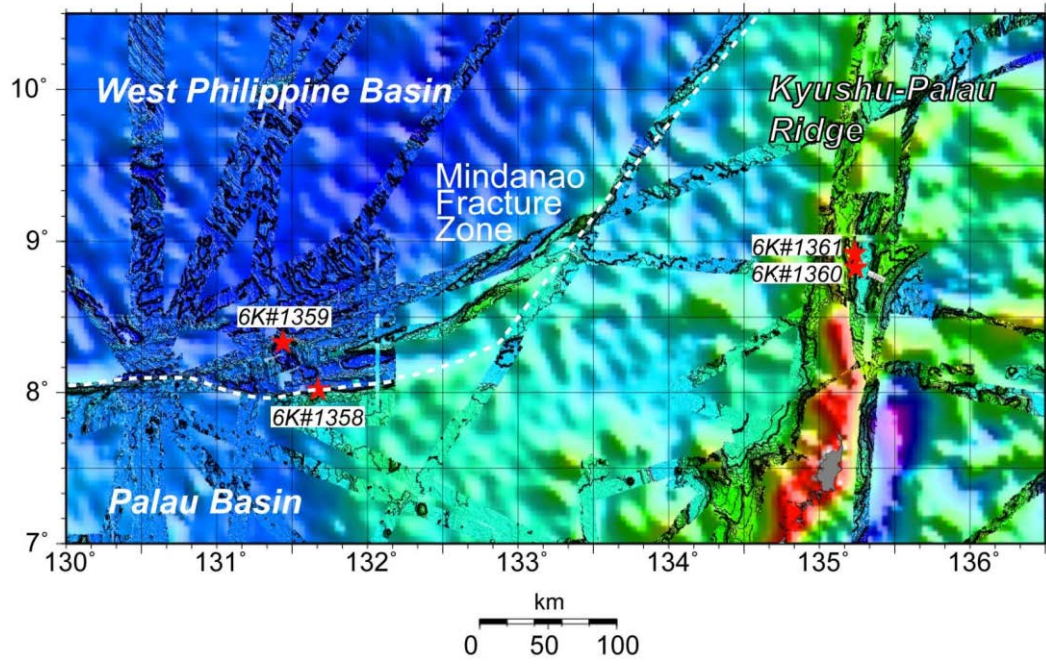 10°
West Philippine Basin
Kyushu-Palau
Ridge
Mindanao
Fracture
Zone
9°
6K#1361
6K#1360
6K#1359
8°
6K#1358
Palau Basin
7°
130 131 132 133 134 135 136
km
0 50 100